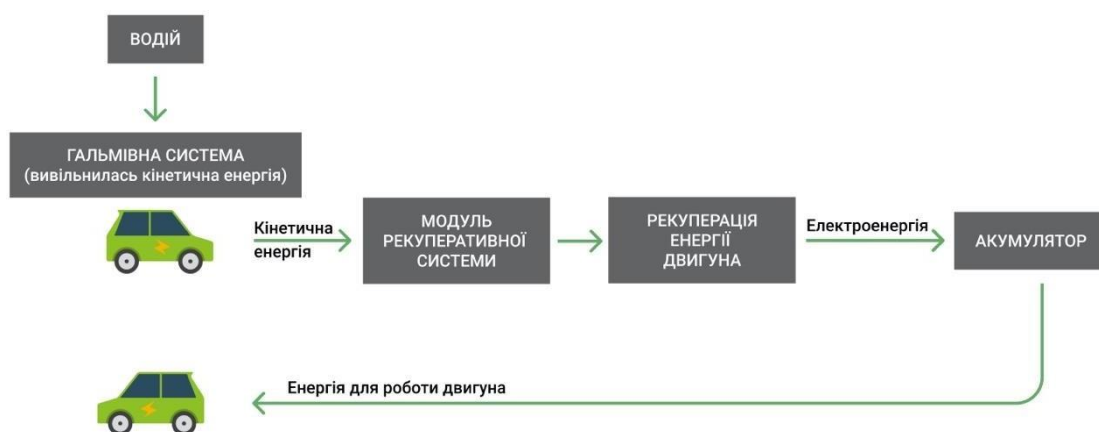 ВОДІЙ
ГАЛЬМІВНА СИСТЕМА
(вивільнилась кінетична енергія)
Кінетична
енергія
МОДУЛЬ
РЕКУПЕРАТИВНОЇ
СИСТЕМИ
РЕКУПЕРАЦІЯ
ЕНЕРГІЇ
ДВИГУНА
Електроенергія
АКУМУЛЯТОР
Енергія для роботи двигуна